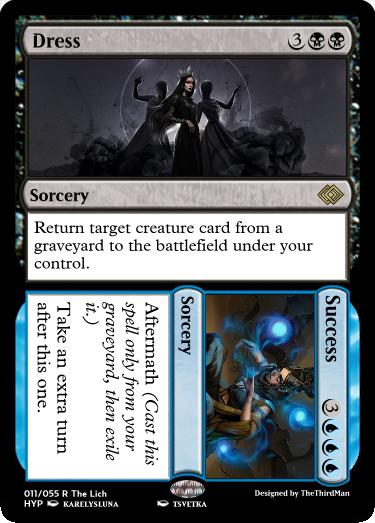 Dress 3
Sorcery
Return target creature card from a
graveyard to the battlefield under your
control.
Success 3
Sorcery
Aftermath (Cast this
spell only from your
graveyard, then exile
it.)
Take an extra turn
after this one.
011/055 R The Lich
HYP KARELYSLUNA
TSVETKA
Designed by TheThirdMan